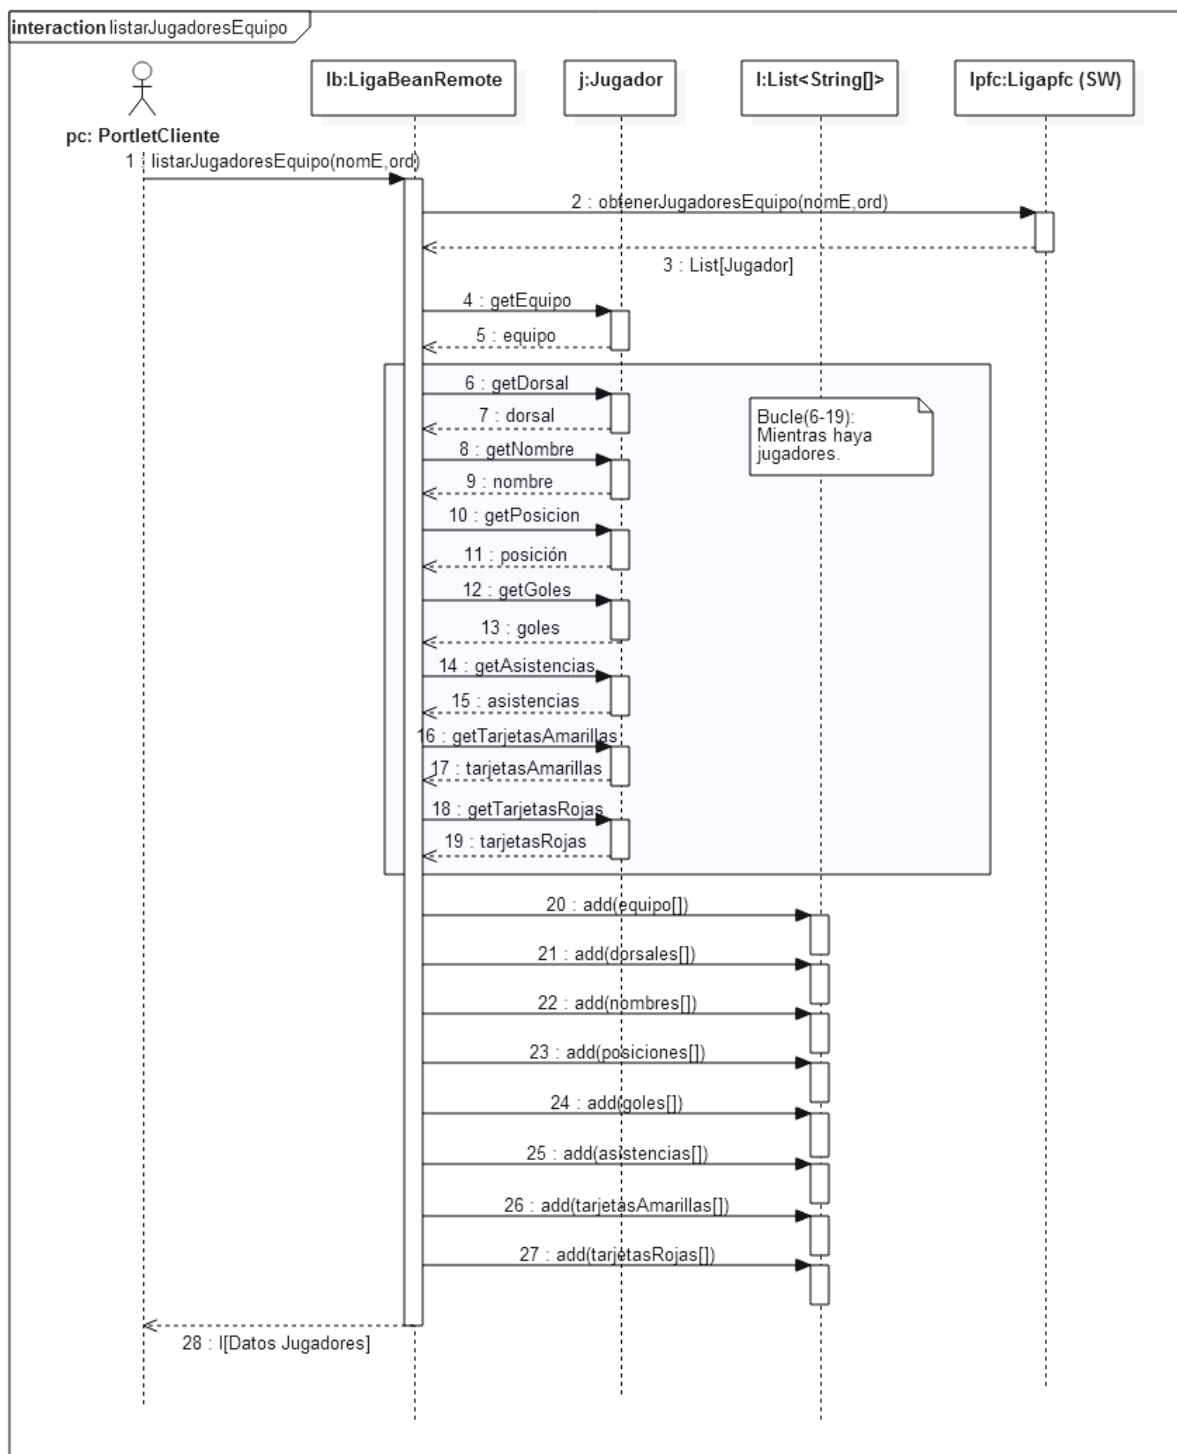 interaction listarJugadoresEquipo
lb:LigaBeanRemote
j:Jugador
l:List<String[]>
lpfc:Ligapfc (SW)
pc: PortletCliente
1 : listarJugadoresEquipo(nomE,ord)
2 : obtenerJugadoresEquipo(nomE,ord)
3 : List[Jugador]
4 : getEquipo
5 : equipo
6 : getDorsal
7 : dorsal
Bucle(6-19):
Mientras haya
jugadores.
8 : getNombre
9 : nombre
10 : getPosicion
11 : posición
12 : getGoles
13 : goles
14 : getAsistencias
15 : asistencias
16 : getTarjetasAmarillas
17 : tarjetasAmarillas
18 : getTarjetasRojas
19 : tarjetasRojas
20 : add(equipo[])
21 : add(dorsales[])
22 : add(nombres[])
23 : add(posiciones[])
24 : add(goles[])
25 : add(asistencias[])
26 : add(tarjetasAmarillas[])
27 : add(tarjetasRojas[])
28 : l[Datos Jugadores]